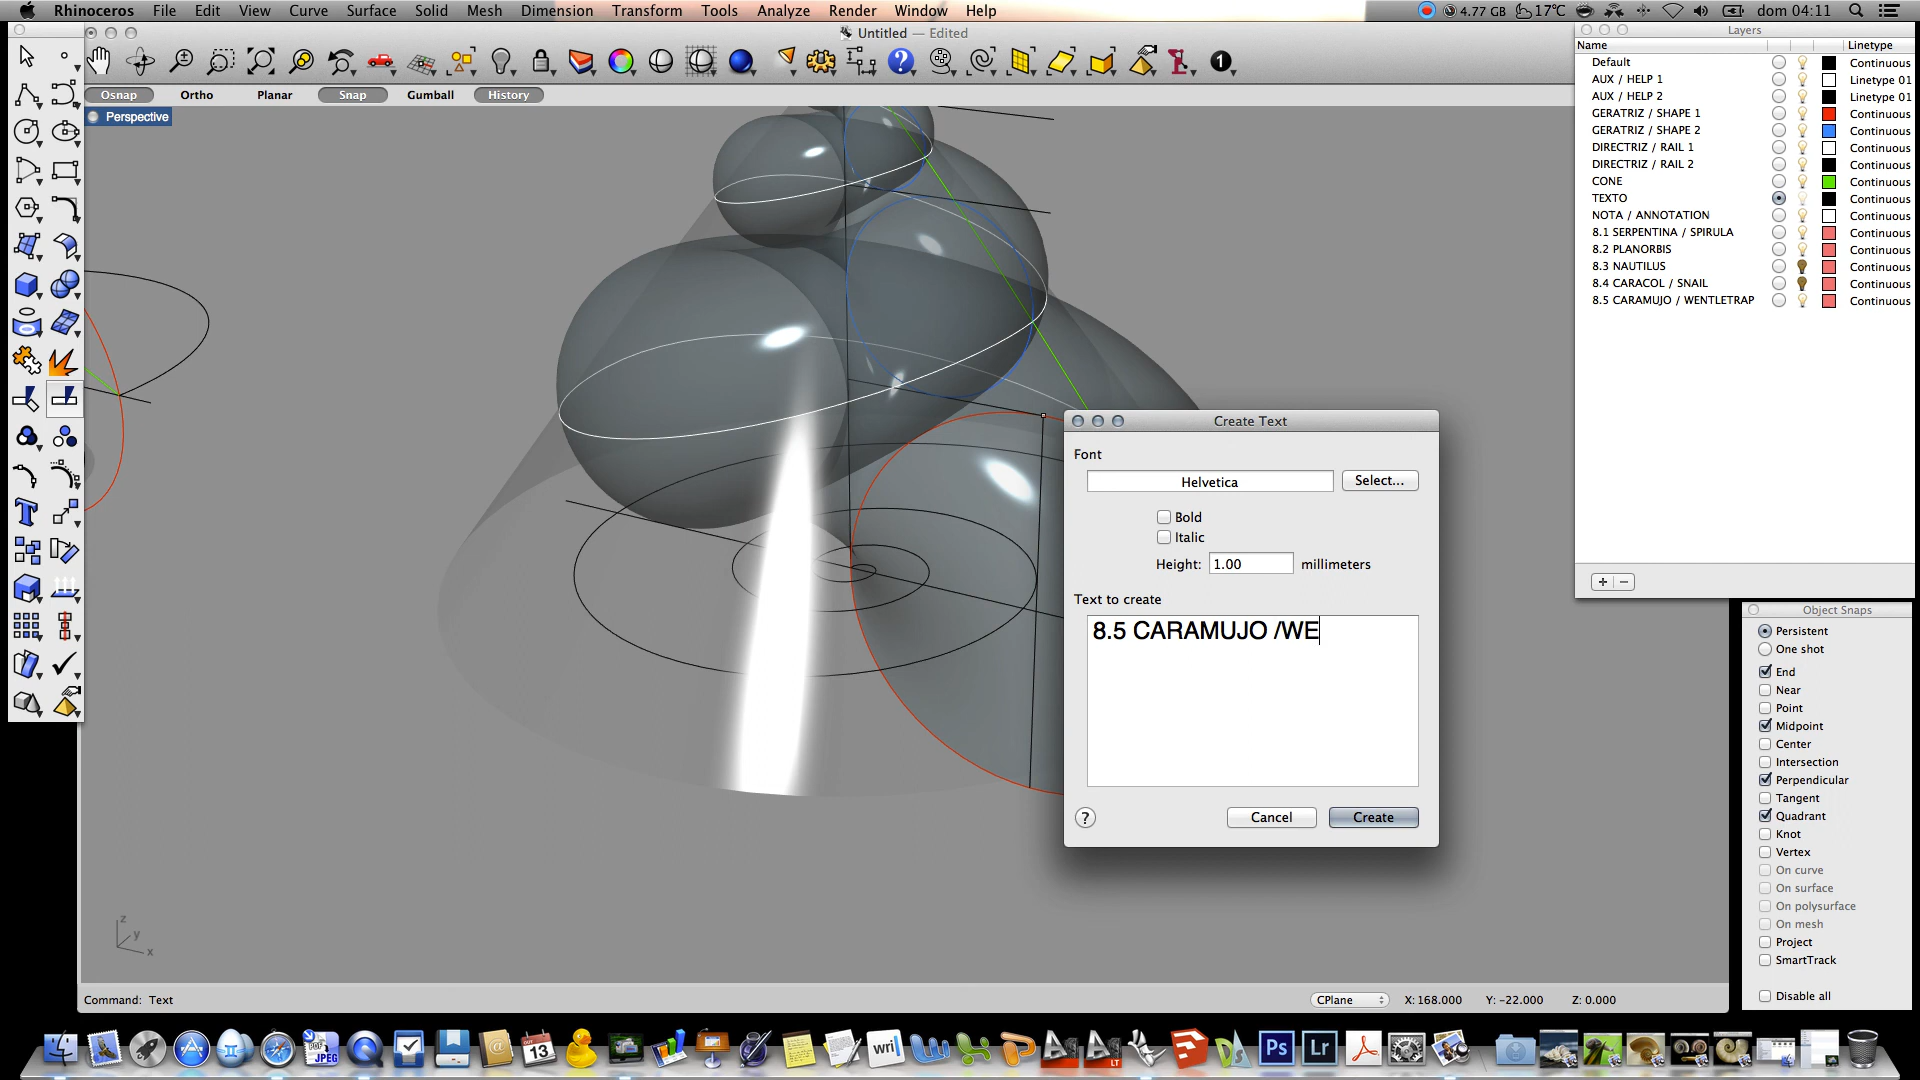 Rhinoceros File Edit View Curve Surface Solid Mesh Dimension Transform Tools Analyze Render Window Help 4.77 GB 17°C dom 04:11
Untitled — Edited
Osnap Ortho Planar Snap Gumball History
Perspective
Layers
Name Linetype
Default Continuous
AUX / HELP 1 Linetype 01
AUX / HELP 2 Linetype 01
GERATRIZ / SHAPE 1 Continuous
GERATRIZ / SHAPE 2 Continuous
DIRECTRIZ / RAIL 1 Continuous
DIRECTRIZ / RAIL 2 Continuous
CONE Continuous
TEXTO Continuous
NOTA / ANNOTATION Continuous
8.1 SERPENTINA / SPIRULA Continuous
8.2 PLANORBIS Continuous
8.3 NAUTILUS Continuous
8.4 CARACOL / SNAIL Continuous
8.5 CARAMUJO / WENTLETRAP Continuous
Create Text
Font
Helvetica Select...
Bold
Italic
Height: 1.00 millimeters
Text to create
8.5 CARAMUJO /WE
? Cancel Create
Object Snaps
Persistent
One shot
End
Near
Point
Midpoint
Center
Intersection
Perpendicular
Tangent
Quadrant
Knot
Vertex
On curve
On surface
On polysurface
On mesh
Project
SmartTrack
Disable all
z
y
x
Command: Text CPlane X: 168.000 Y: -22.000 Z: 0.000
PDF JPEG 13 wri LT Ps Lr